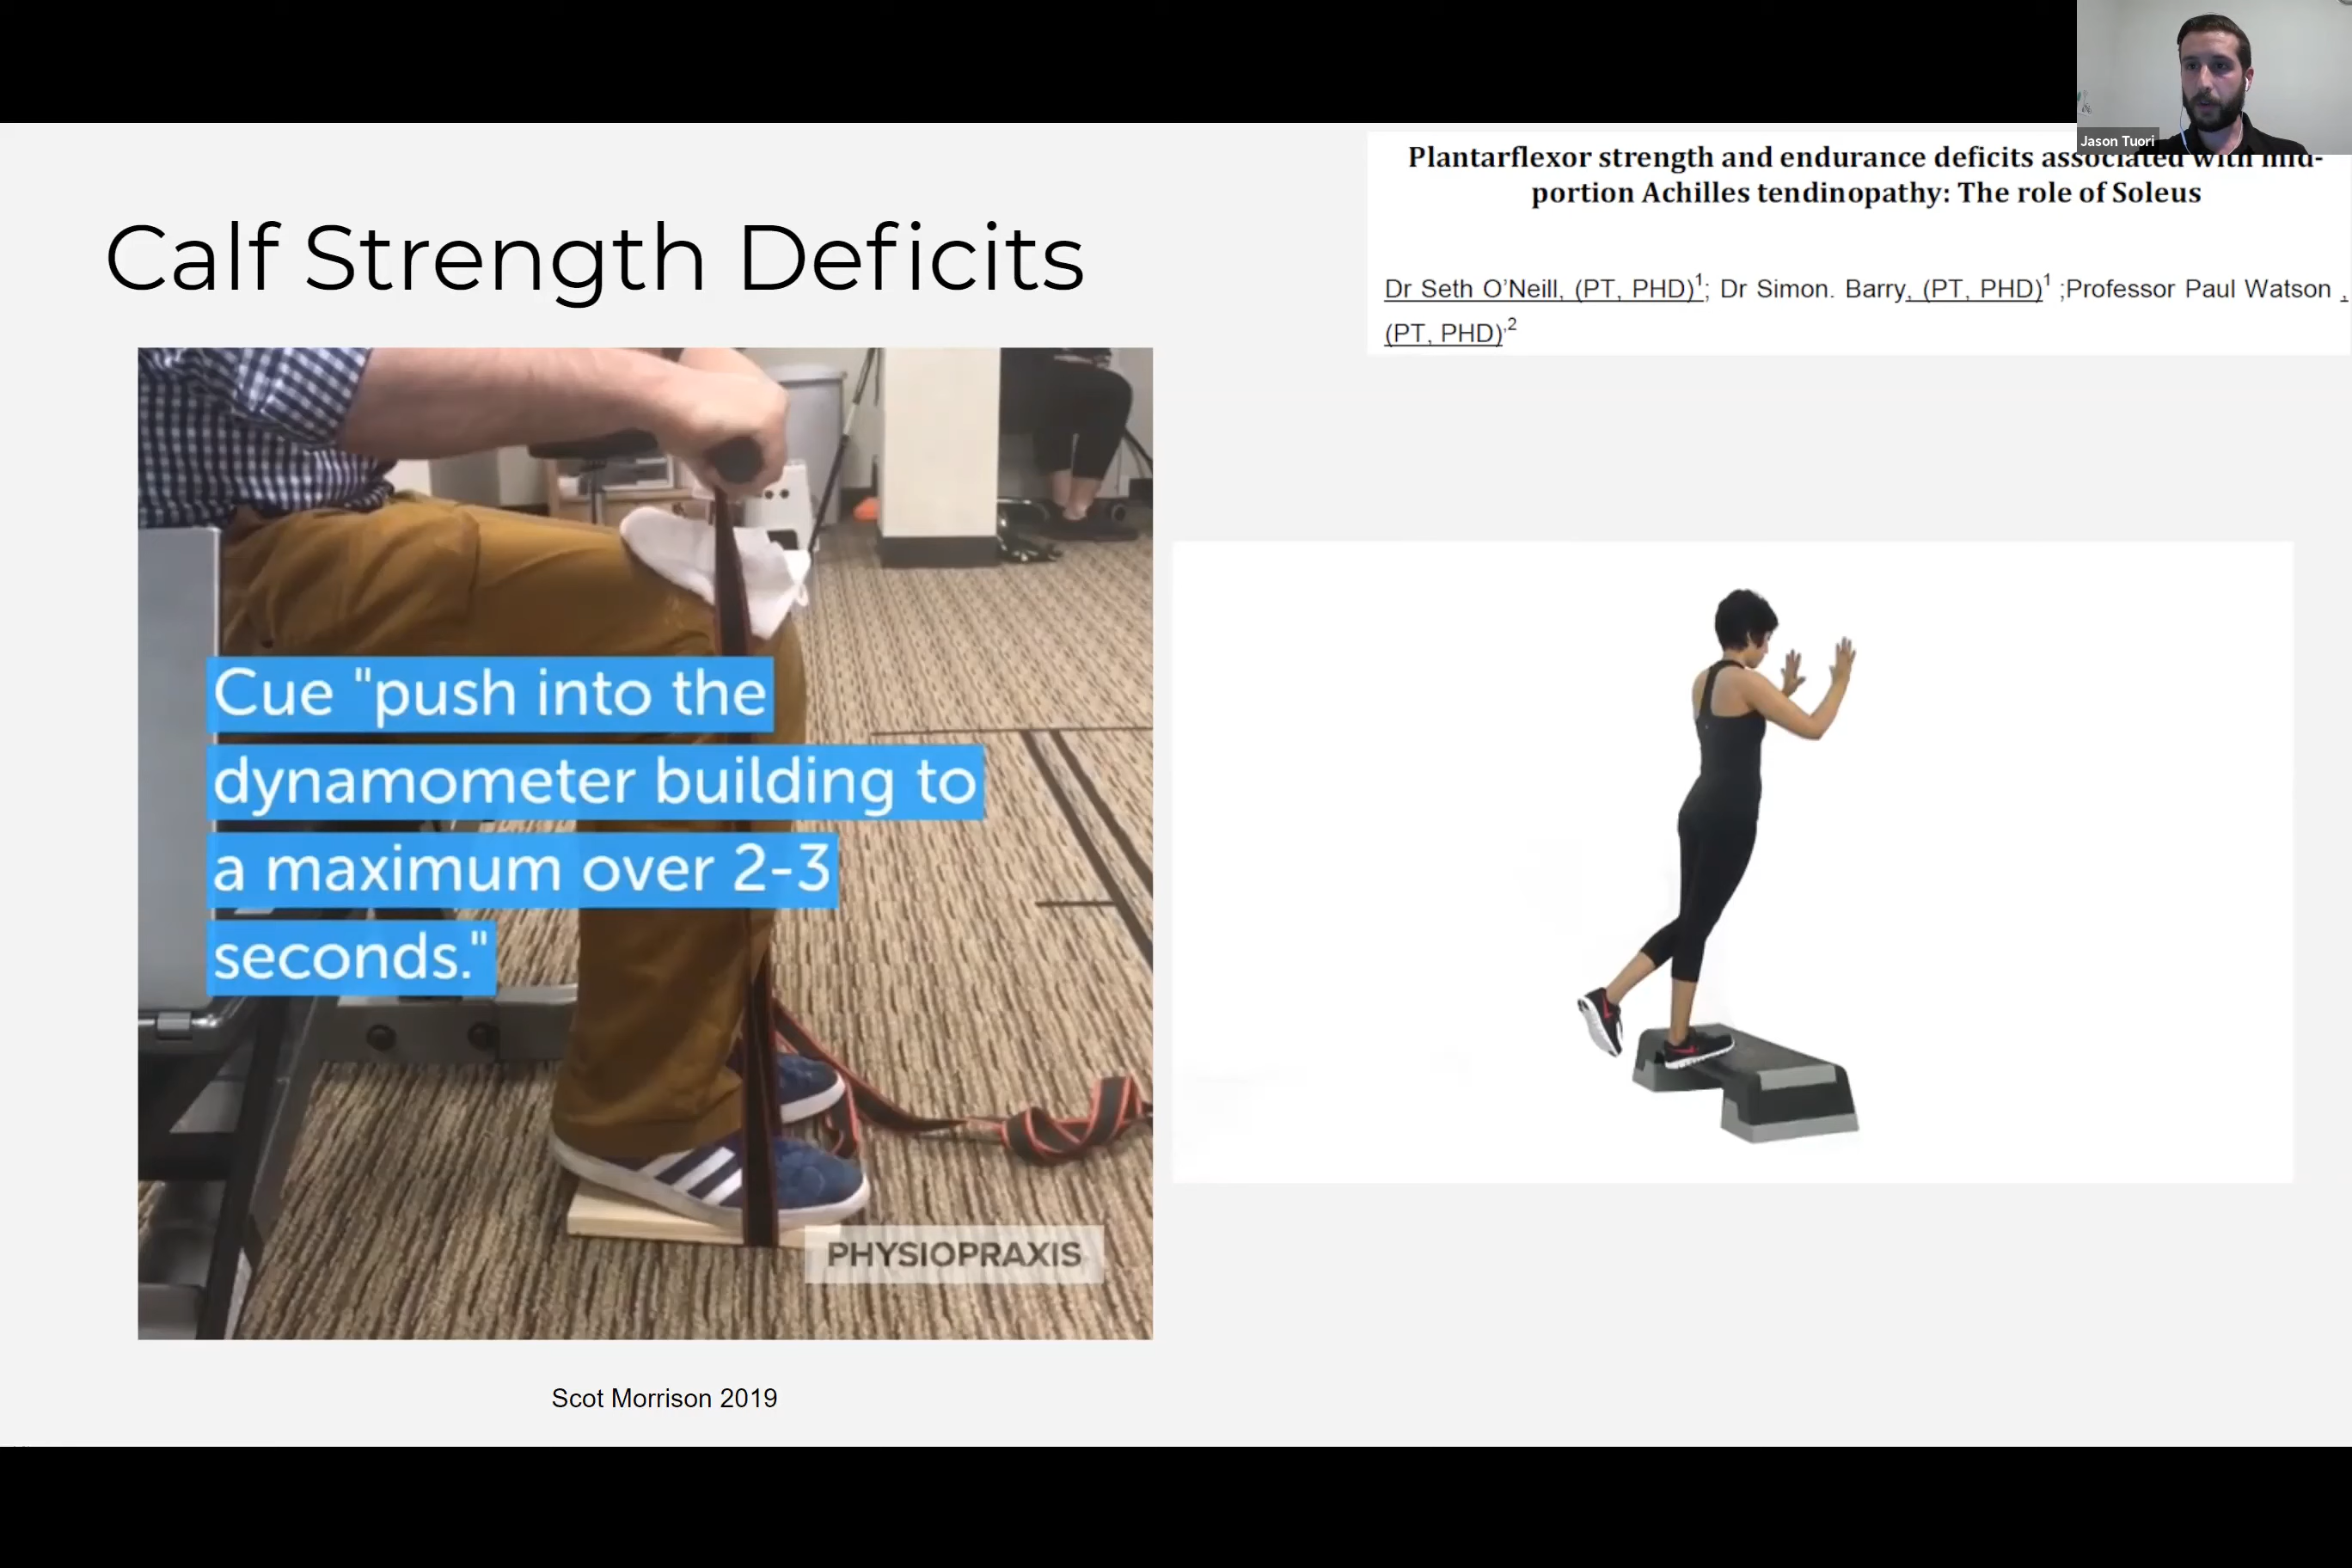 Jason Tuori
Plantarflexor strength and endurance deficits associated with mid-
portion Achilles tendinopathy: The role of Soleus
Dr Seth O'Neill, (PT, PHD)1; Dr Simon. Barry, (PT, PHD)1 ;Professor Paul Watson ,
(PT, PHD),2
Calf Strength Deficits
Cue "push into the
dynamometer building to
a maximum over 2-3
seconds."
PHYSIOPRAXIS
Scot Morrison 2019